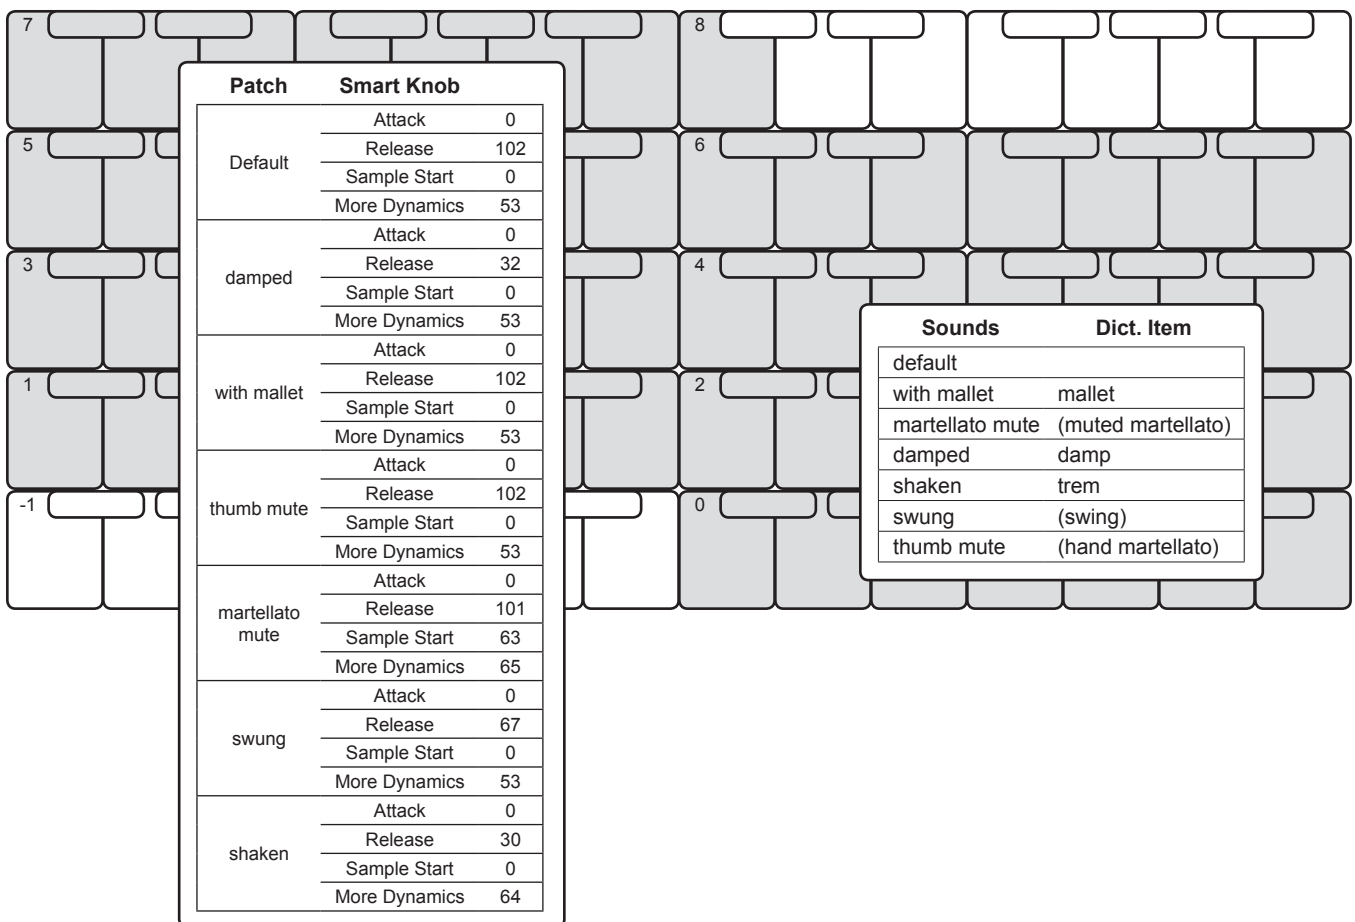 7
8
5
6
3
4
1
2
-1
0
Patch Smart Knob
Default
Attack 0
Release 102
Sample Start 0
More Dynamics 53
damped
Attack 0
Release 32
Sample Start 0
More Dynamics 53
with mallet
Attack 0
Release 102
Sample Start 0
More Dynamics 53
thumb mute
Attack 0
Release 102
Sample Start 0
More Dynamics 53
martellato
mute
Attack 0
Release 101
Sample Start 63
More Dynamics 65
swung
Attack 0
Release 67
Sample Start 0
More Dynamics 53
shaken
Attack 0
Release 30
Sample Start 0
More Dynamics 64
Sounds Dict. Item
default
with mallet mallet
martellato mute (muted martellato)
damped damp
shaken trem
swung (swing)
thumb mute (hand martellato)